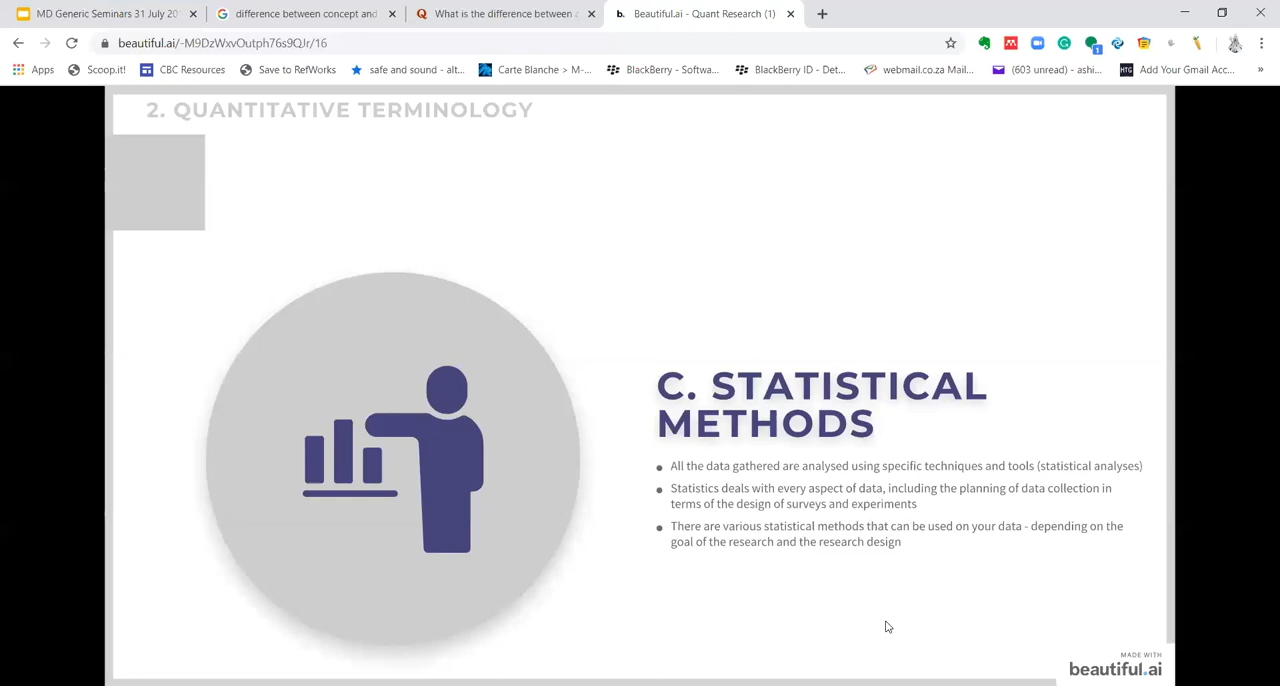 MD Generic Seminars 31 July 20
difference between concept and
What is the difference between
b. Beautiful.ai - Quant Research (1)
beautiful.ai/-M9DzWxvOutph76s9QJr/16
1
Apps Scoop.it! CBC Resources Save to RefWorks safe and sound - alt... Carte Blanche > M-... BlackBerry - Softwa... BlackBerry ID - Det... webmail.co.za Mail... (603 unread) - ashi... HTG Add Your Gmail Acc... »
2. QUANTITATIVE TERMINOLOGY
C. STATISTICAL
METHODS
All the data gathered are analysed using specific techniques and tools (statistical analyses)
Statistics deals with every aspect of data, including the planning of data collection in
terms of the design of surveys and experiments
There are various statistical methods that can be used on your data - depending on the
goal of the research and the research design
MADE WITH
beautiful.ai